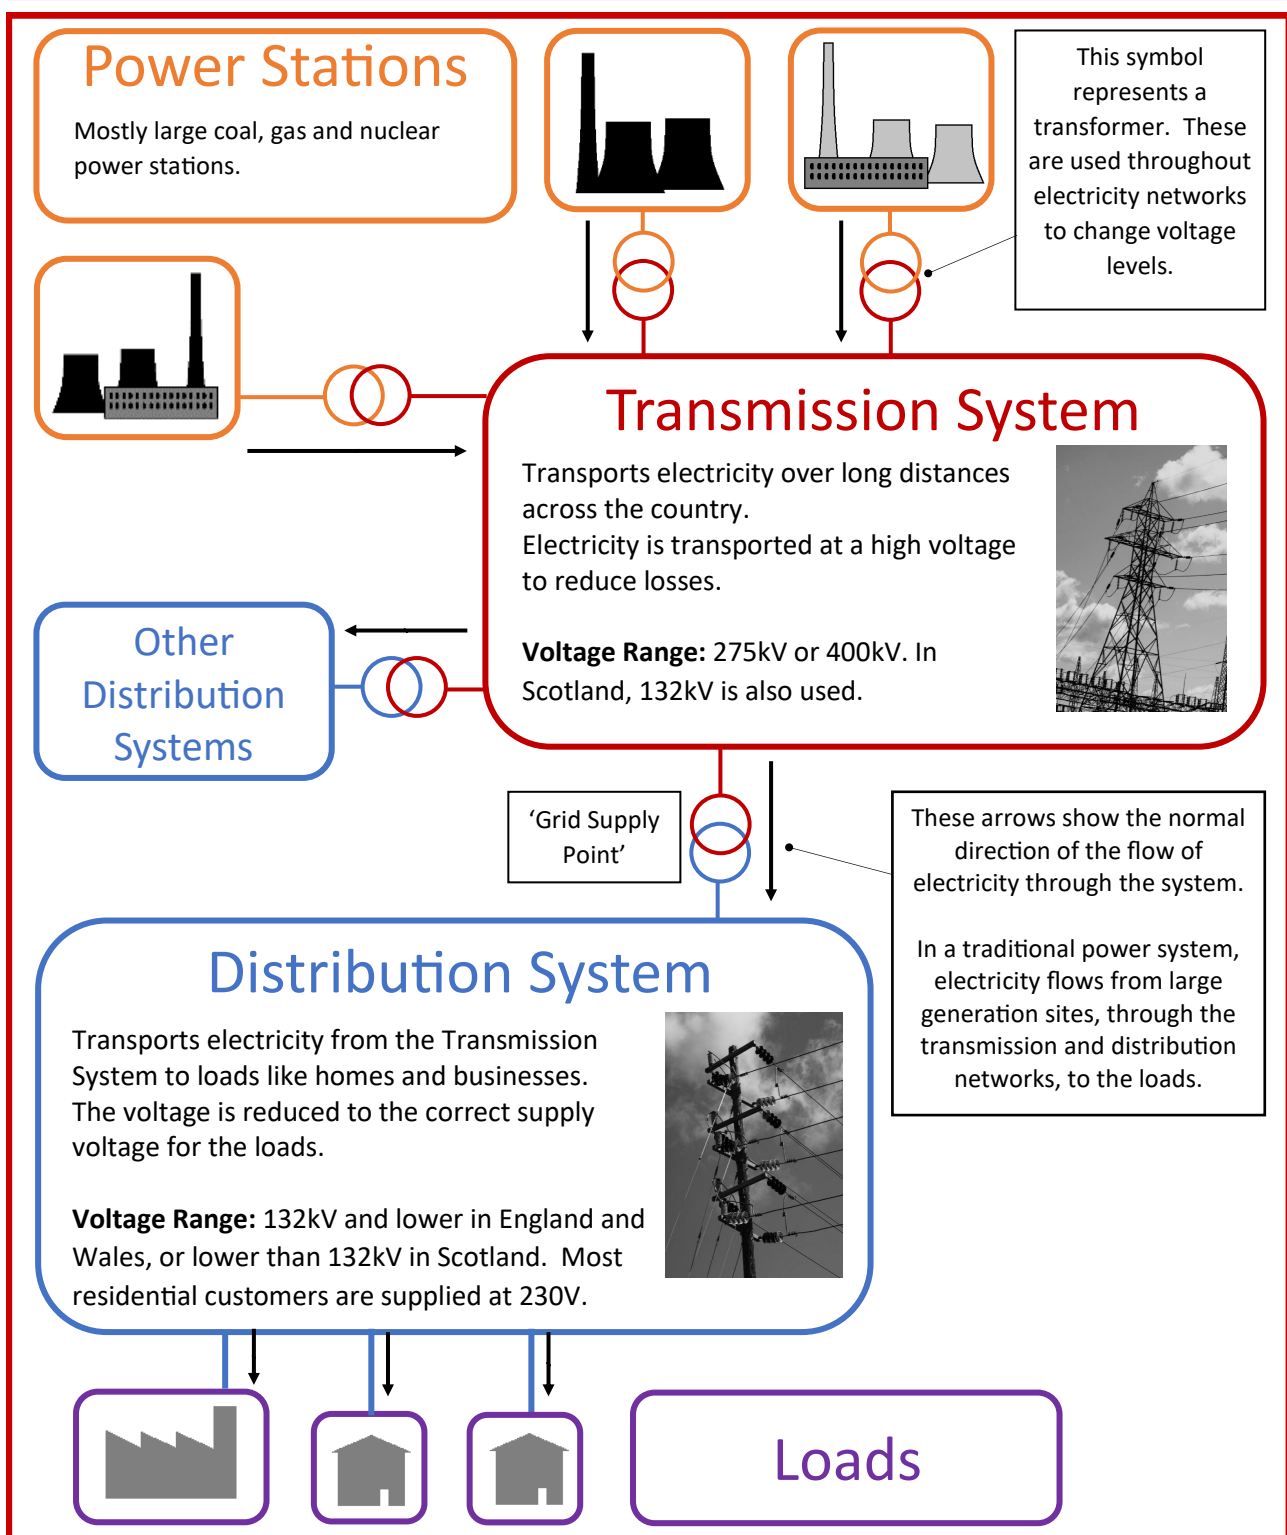 Power Stations
Mostly large coal, gas and nuclear
power stations.
This symbol
represents a
transformer.  These
are used throughout
electricity networks
to change voltage
levels.
Transmission System
Transports electricity over long distances
across the country.
Electricity is transported at a high voltage
to reduce losses.
Voltage Range: 275kV or 400kV. In
Scotland, 132kV is also used.
Other
Distribution
Systems
‘Grid Supply
Point’
These arrows show the normal
direction of the flow of
electricity through the system.
In a traditional power system,
electricity flows from large
generation sites, through the
transmission and distribution
networks, to the loads.
Distribution System
Transports electricity from the Transmission
System to loads like homes and businesses.
The voltage is reduced to the correct supply
voltage for the loads.
Voltage Range: 132kV and lower in England and
Wales, or lower than 132kV in Scotland.  Most
residential customers are supplied at 230V.
Loads